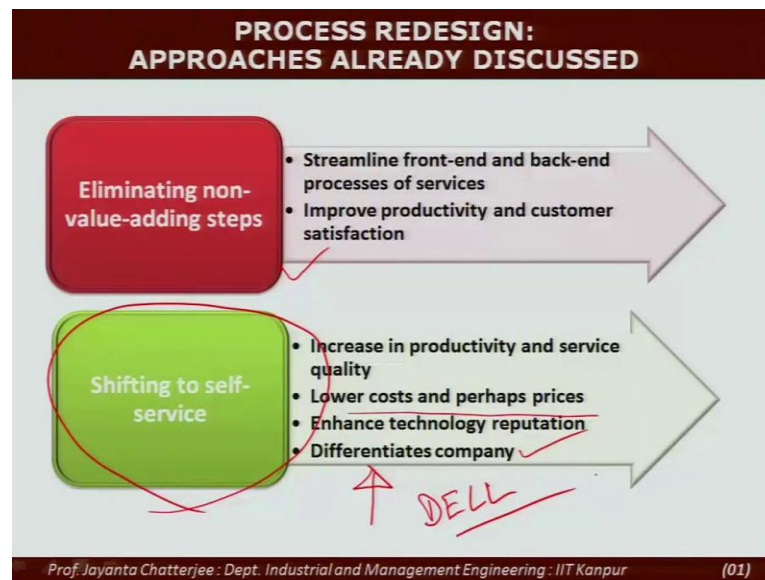 PROCESS REDESIGN:
APPROACHES ALREADY DISCUSSED
Eliminating non-
value-adding steps
• Streamline front-end and back-end
processes of services
• Improve productivity and customer
satisfaction
Shifting to self-
service
• Increase in productivity and service
quality
• Lower costs and perhaps prices
• Enhance technology reputation
• Differentiates company
DELL
Prof. Jayanta Chatterjee : Dept. Industrial and Management Engineering : IIT Kanpur (01)